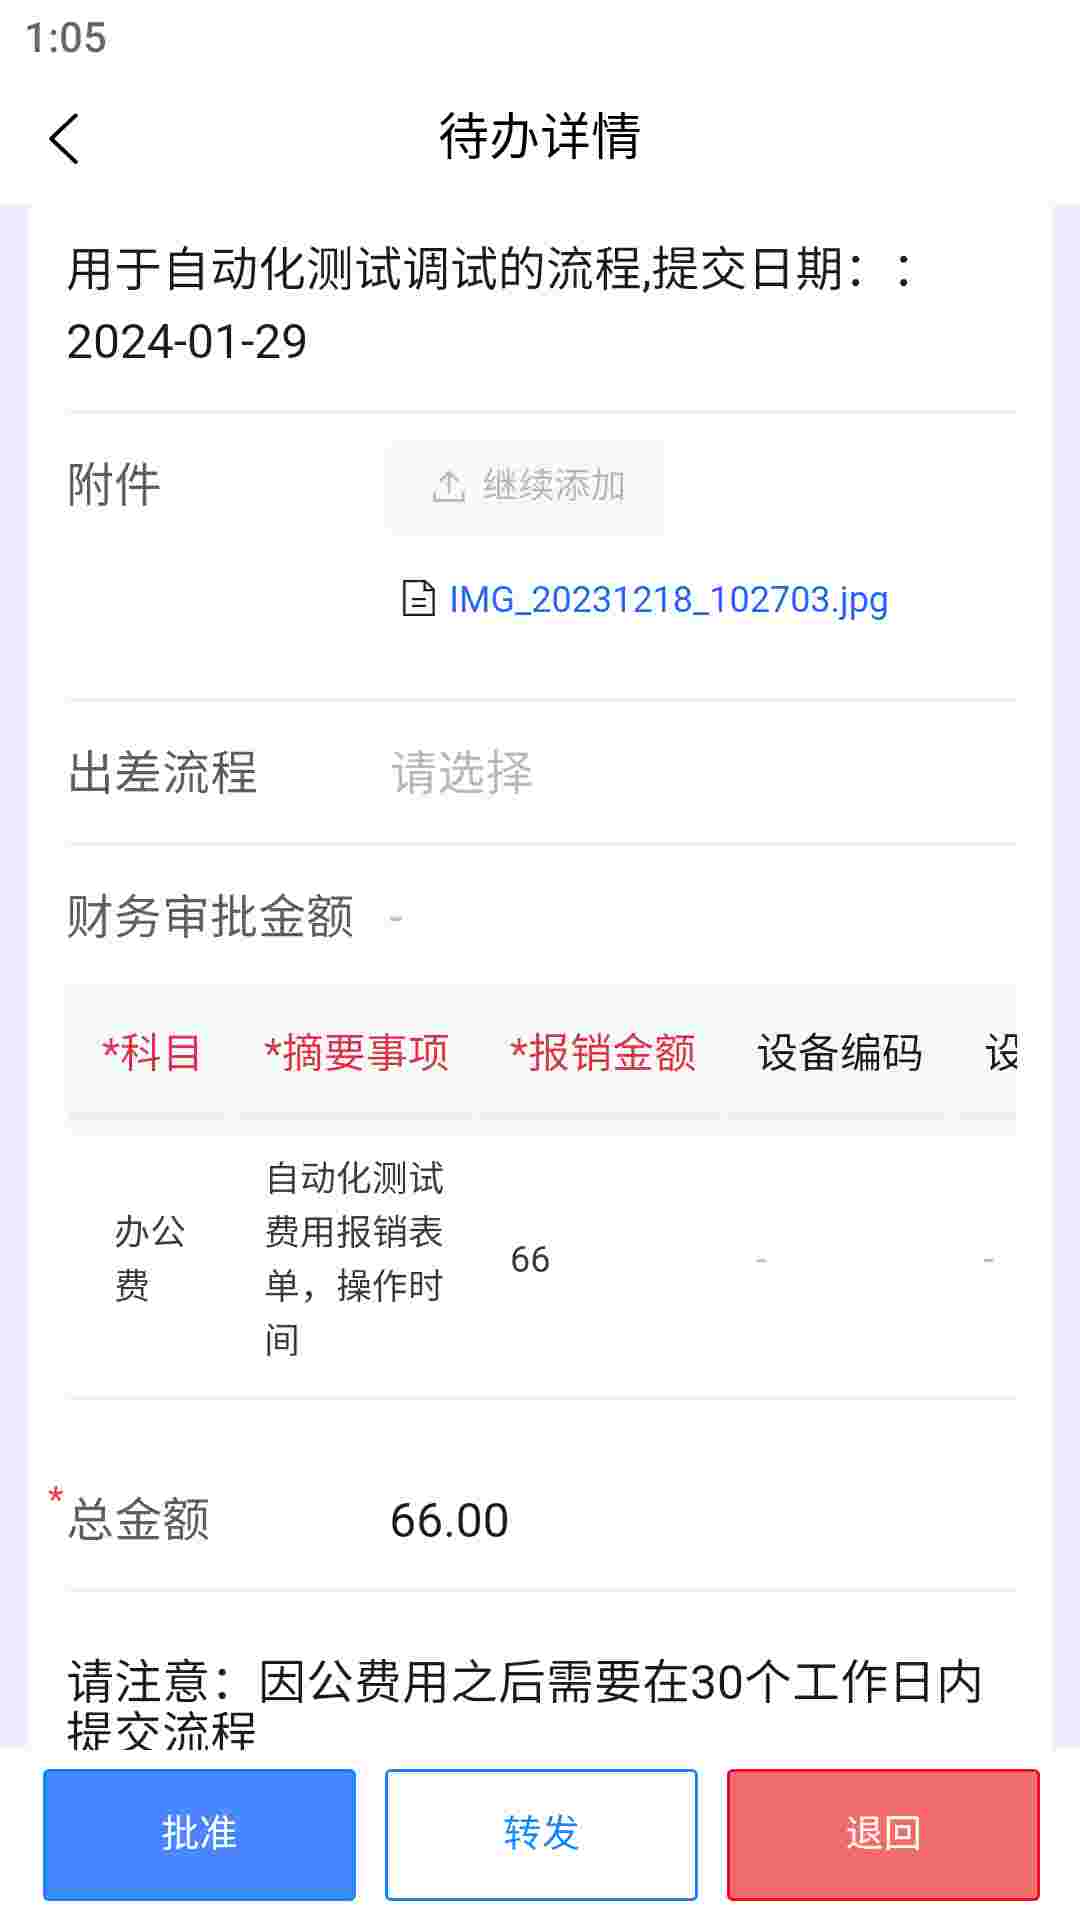 1:05
待办详情
用于自动化测试调试的流程,提交日期：：
2024-01-29
附件
继续添加
IMG_20231218_102703.jpg
出差流程 请选择
财务审批金额 -
*科目 *摘要事项 *报销金额 设备编码 设
办公
费
自动化测试
费用报销表
单，操作时
间
66
-
-
*总金额 66.00
请注意：因公费用之后需要在30个工作日内
提交流程
批准 转发 退回